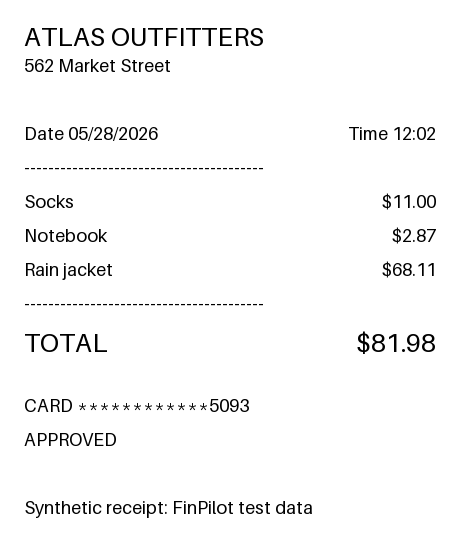 ATLAS OUTFITTERS
562 Market Street
Date 05/28/2026 Time 12:02
----------------------------------------
Socks $11.00
Notebook $2.87
Rain jacket $68.11
----------------------------------------
TOTAL $81.98
CARD ************5093
APPROVED
Synthetic receipt: FinPilot test data